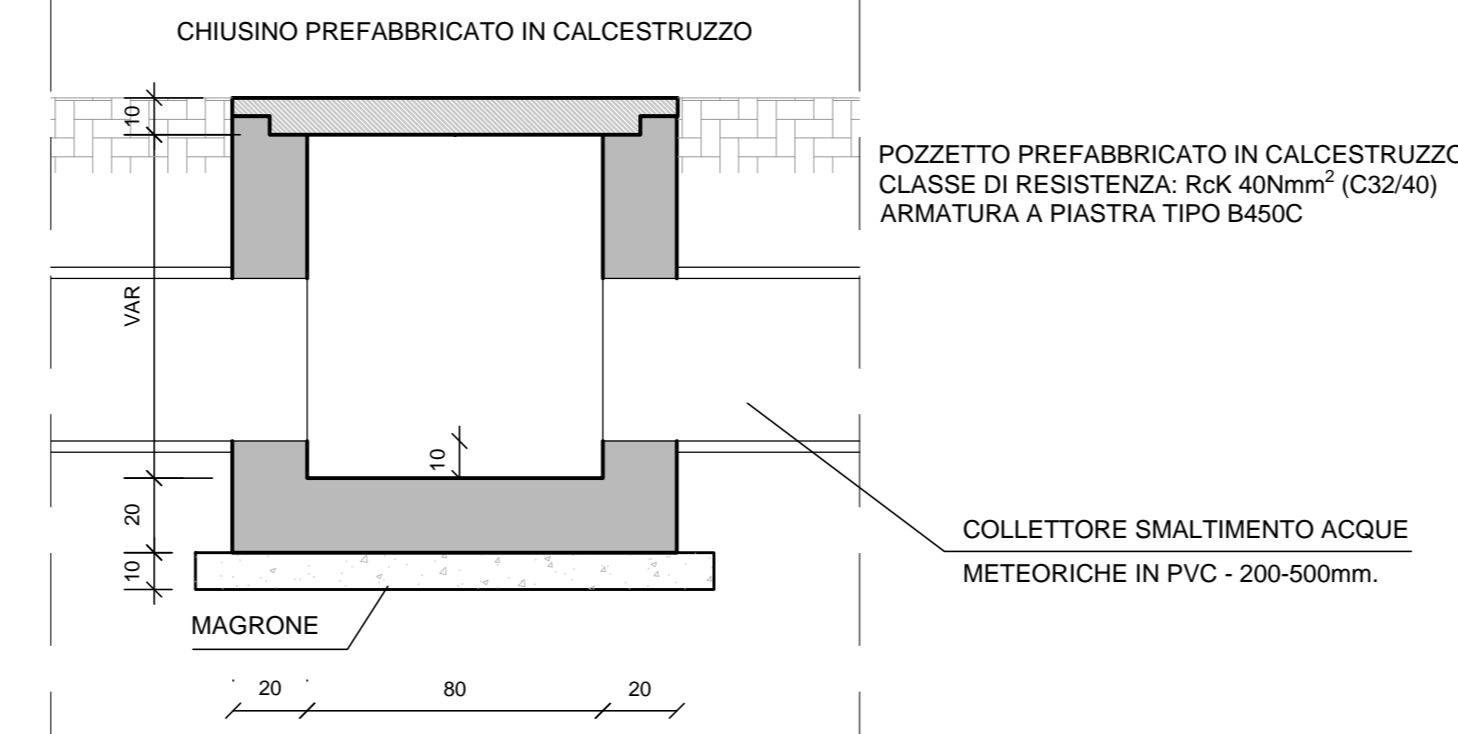 CHIUSINO PREFABBRICATO IN CALCESTRUZZO
10
POZZETTO PREFABBRICATO IN CALCESTRUZZO
CLASSE DI RESISTENZA: RcK 40Nmm² (C32/40)
ARMATURA A PIASTRA TIPO B450C
VAR
10
20
10
COLLETTORE SMALTIMENTO ACQUE
METEORICHE IN PVC - 200-500mm.
MAGRONE
20 80 20